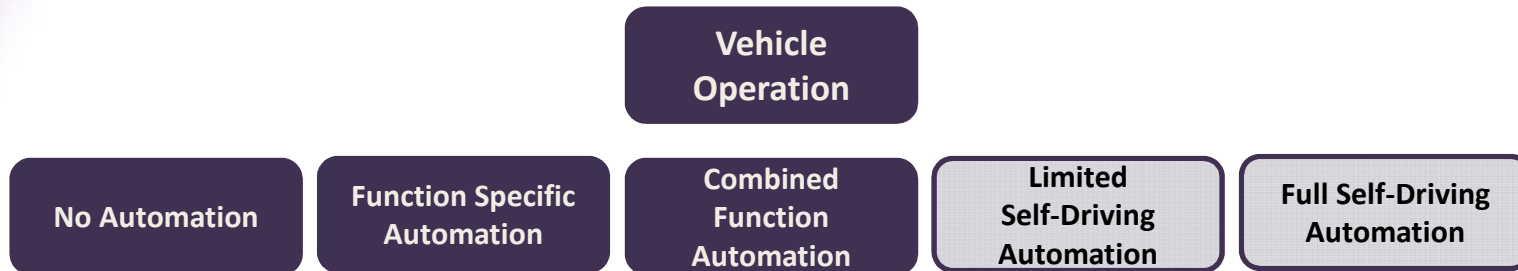 Vehicle
Operation
No Automation
Function Specific
Automation
Combined
Function
Automation
Limited
Self-Driving
Automation
Full Self-Driving
Automation